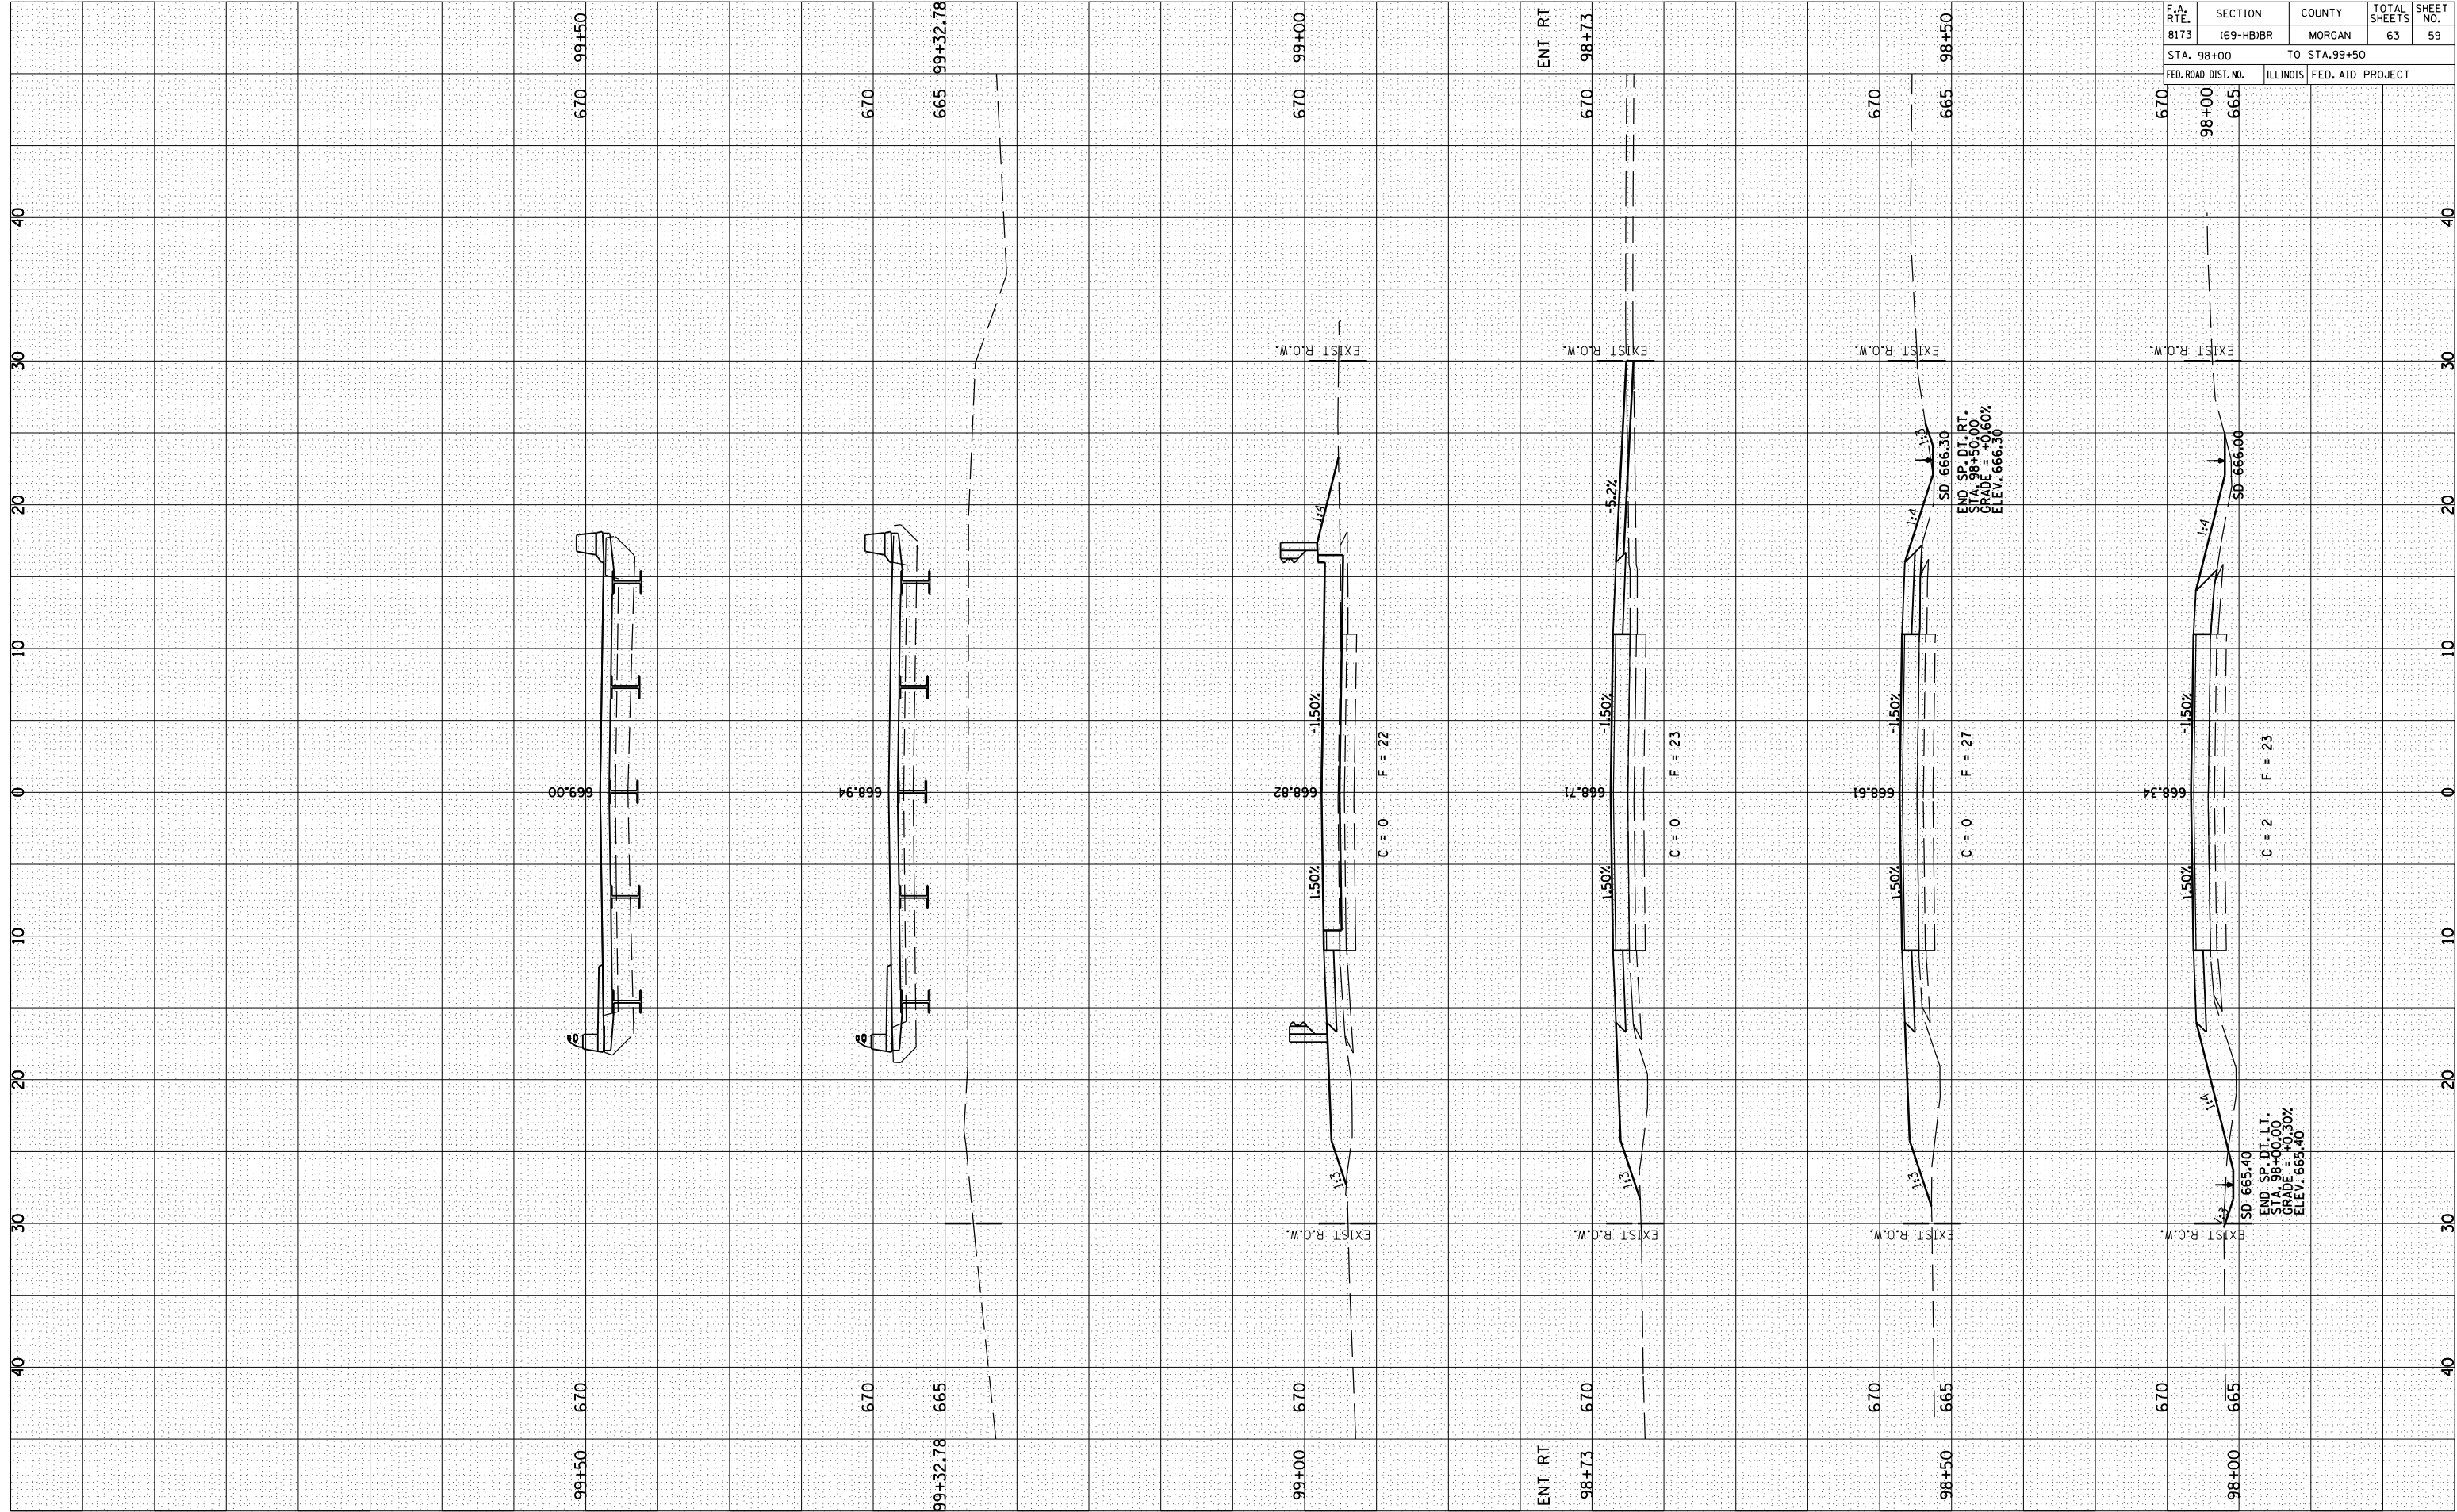 F.A. RTE. SECTION COUNTY TOTAL SHEETS SHEET NO.
8173 (69-HB)BR MORGAN 63 59
STA. 98+00 TO STA.99+50
FED. ROAD DIST. NO. ILLINOIS FED. AID PROJECT
40 30 20 10 0 10 20 30 40
99+50
670
669.00
670
99+50
99+32.78
670 665
668.94
670 665
99+32.78
99+00
670
EXIST R.O.W.
1:4
-1.50%
668.82
F = 22
C = 0
1.50%
1:3
EXIST R.O.W.
670
99+00
ENT RT
98+73
670
EXIST R.O.W.
-5.2%
-1.50%
668.71
F = 23
C = 0
1.50%
1:3
EXIST R.O.W.
670
ENT RT
98+73
98+50
670 665
EXIST R.O.W.
1:3
SD 666.30
END SP. DT. RT.
STA. 98+50.00
GRADE = +0.60%
ELEV. 666.30
1:4
-1.50%
668.61
F = 27
C = 0
1.50%
1:3
EXIST R.O.W.
670 665
98+50
98+00
670 665
EXIST R.O.W.
SD 666.00
1:4
-1.50%
668.34
F = 23
C = 2
1.50%
1:4
SD 665.40
END SP. DT. LT.
STA. 98+00.00
GRADE = +0.30%
ELEV. 665.40
1:3
EXIST R.O.W.
670 665
98+00
40 30 20 10 0 10 20 30 40